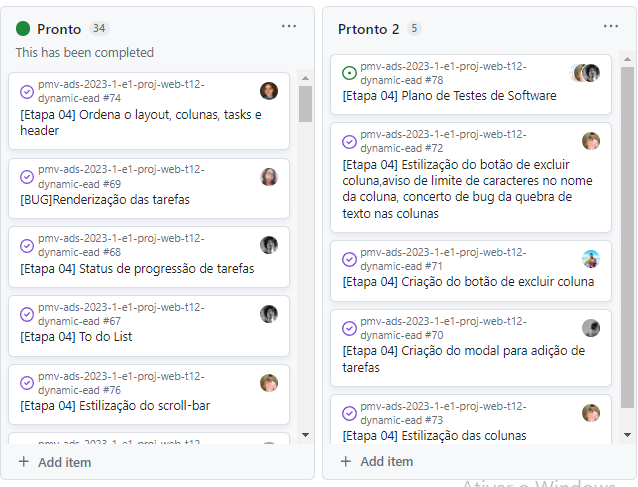 Pronto 34
This has been completed
pmv-ads-2023-1-e1-proj-web-t12-
dynamic-ead #74
[Etapa 04] Ordena o layout, colunas, tasks e
header
pmv-ads-2023-1-e1-proj-web-t12-
dynamic-ead #69
[BUG]Renderização das tarefas
pmv-ads-2023-1-e1-proj-web-t12-
dynamic-ead #68
[Etapa 04] Status de progressão de tarefas
pmv-ads-2023-1-e1-proj-web-t12-
dynamic-ead #67
[Etapa 04] To do List
pmv-ads-2023-1-e1-proj-web-t12-
dynamic-ead #76
[Etapa 04] Estilização do scroll-bar
pmv-ads-2023-1-e1-proj-web-t12-
+ Add item
Prtonto 2 5
pmv-ads-2023-1-e1-proj-web-t12-
dynamic-ead #78
[Etapa 04] Plano de Testes de Software
pmv-ads-2023-1-e1-proj-web-t12-
dynamic-ead #72
[Etapa 04] Estilização do botão de excluir
coluna,aviso de limite de caracteres no nome
da coluna, concerto de bug da quebra de
texto nas colunas
pmv-ads-2023-1-e1-proj-web-t12-
dynamic-ead #71
[Etapa 04] Criação do botão de excluir coluna
pmv-ads-2023-1-e1-proj-web-t12-
dynamic-ead #70
[Etapa 04] Criação do modal para adição de
tarefas
pmv-ads-2023-1-e1-proj-web-t12-
dynamic-ead #73
[Etapa 04] Estilização das colunas
+ Add item
Ativar o Windows